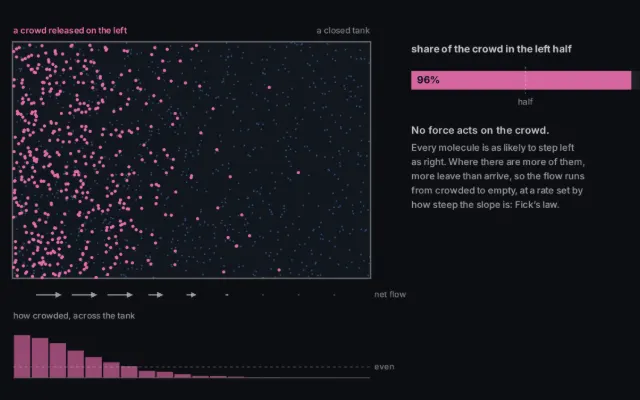 a crowd released on the left
a closed tank
share of the crowd in the left half
96%
half
No force acts on the crowd.
Every molecule is as likely to step left
as right. Where there are more of them,
more leave than arrive, so the flow runs
from crowded to empty, at a rate set by
how steep the slope is: Fick's law.
net flow
how crowded, across the tank
even